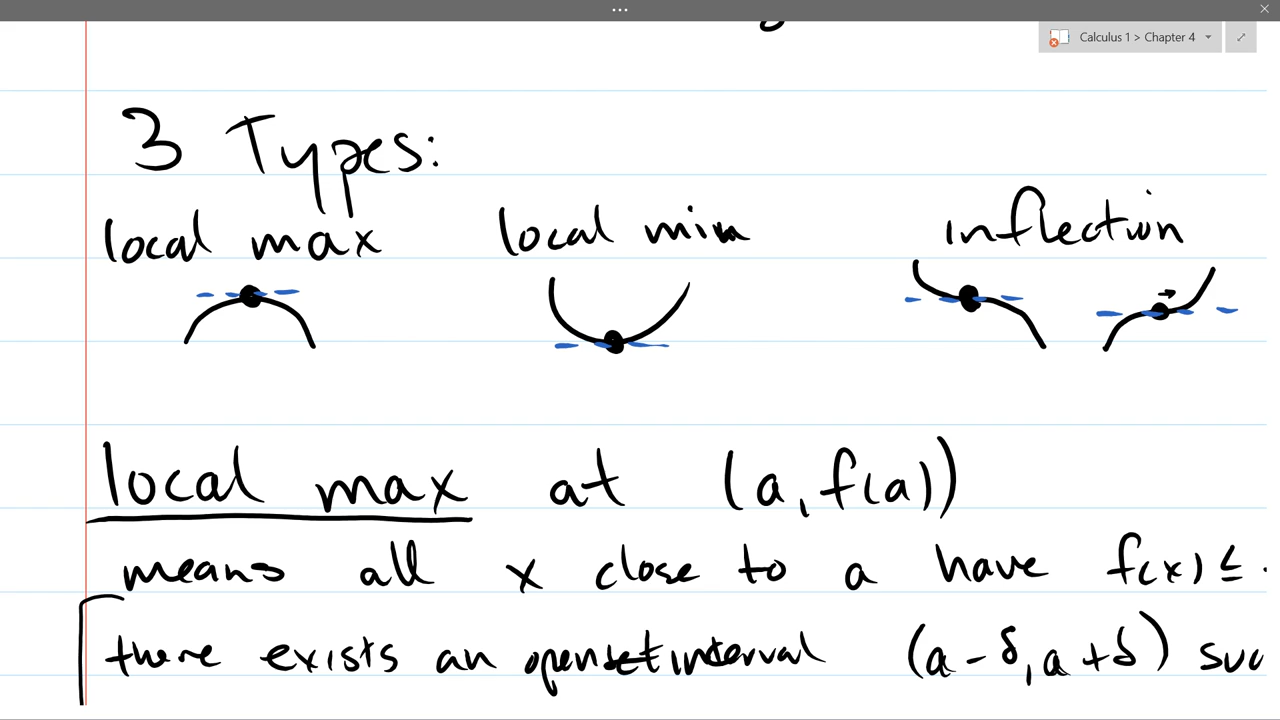 Calculus 1 > Chapter 4
3 Types:
local max local min inflection
local max at (a, f(a))
means all x close to a have f(x) ≤
there exists an open interval (a - δ, a + δ) suc